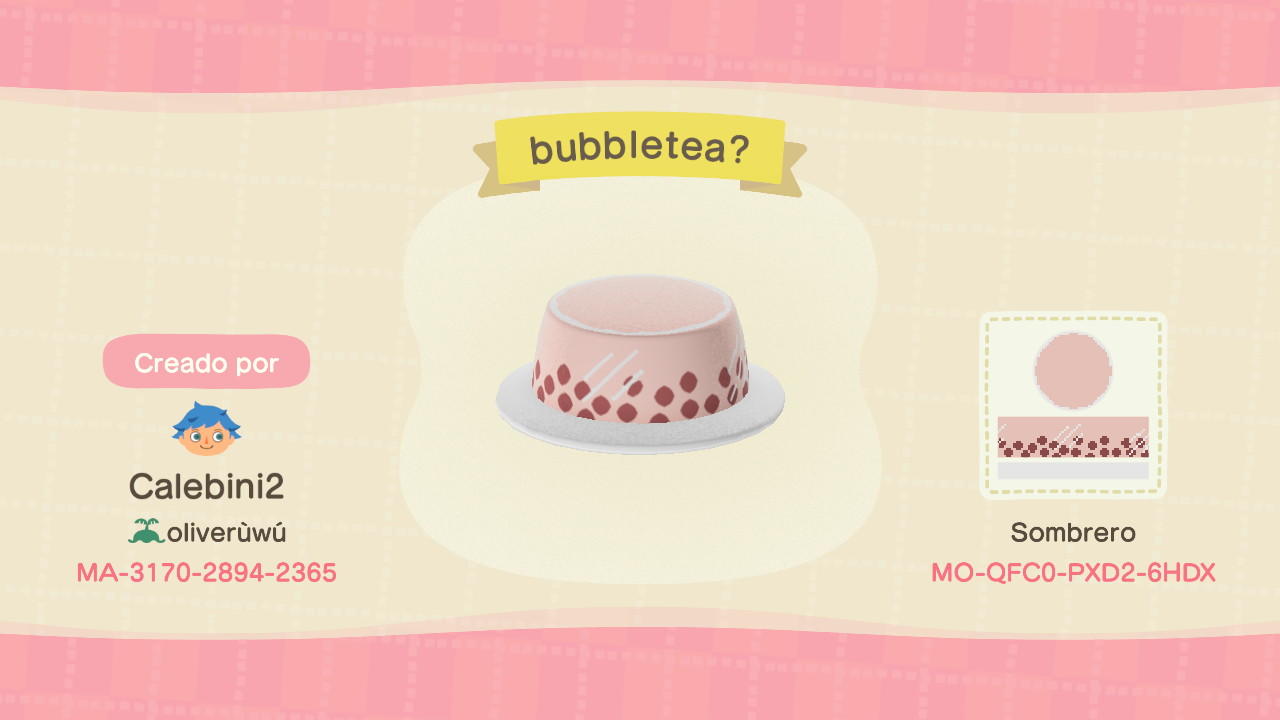 bubbletea?
Creado por
Calebini2
oliverùwú
MA-3170-2894-2365
Sombrero
MO-QFC0-PXD2-6HDX